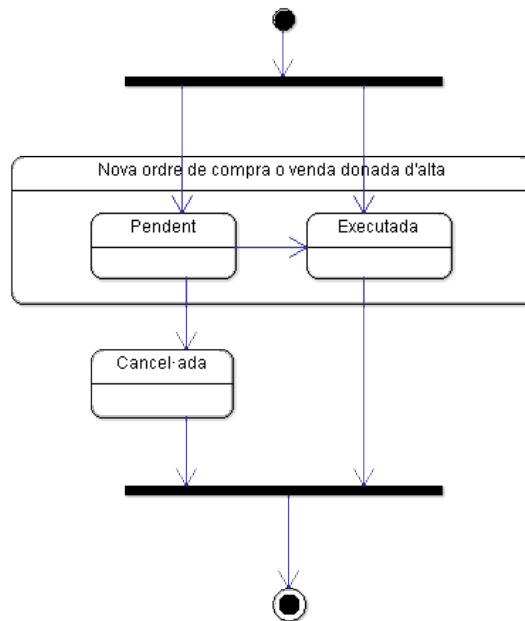 Nova ordre de compra o venda donada d'alta
Pendent
Executada
Cancel·ada